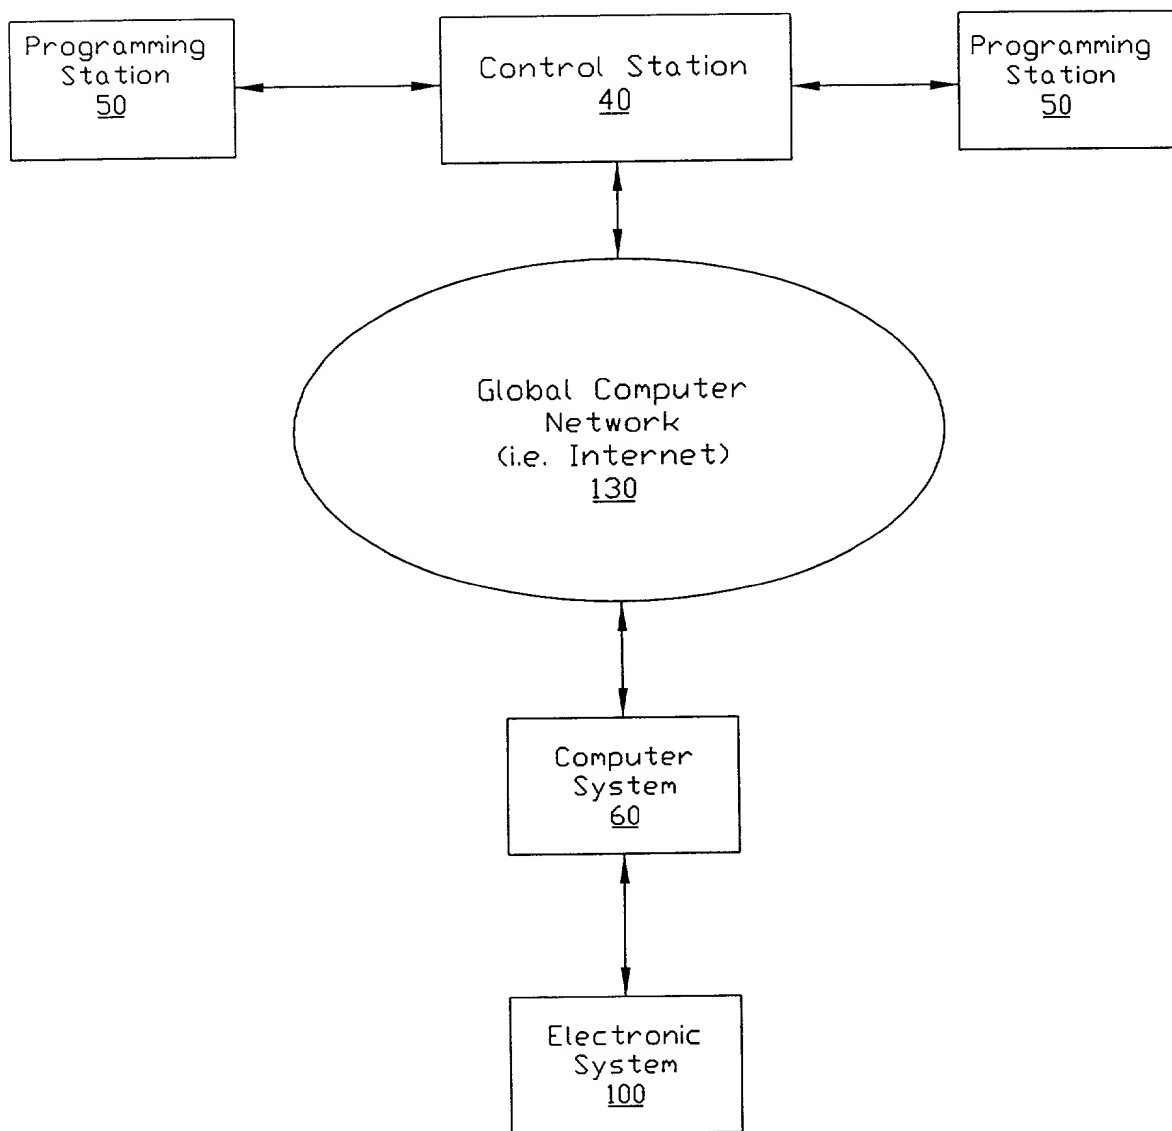 Programming
Station
50
Control Station
40
Programming
Station
50
Global Computer
Network
(i.e. Internet)
130
Computer
System
60
Electronic
System
100